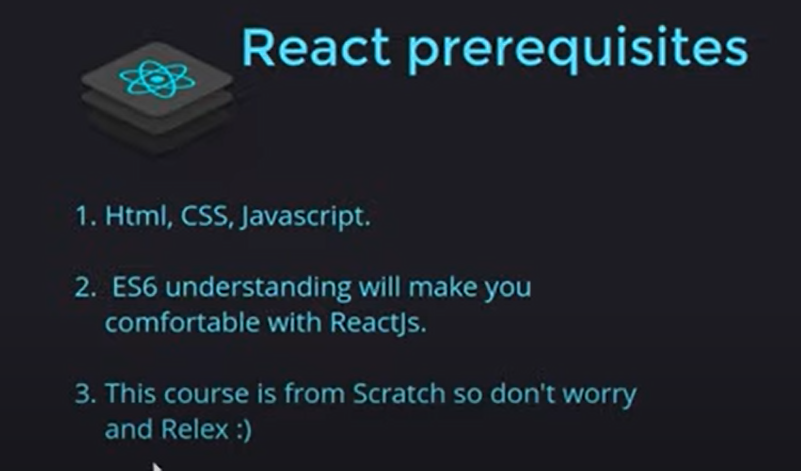 React prerequisites
1. Html, CSS, Javascript.
2. ES6 understanding will make you
comfortable with ReactJs.
3. This course is from Scratch so don't worry
and Relex :)